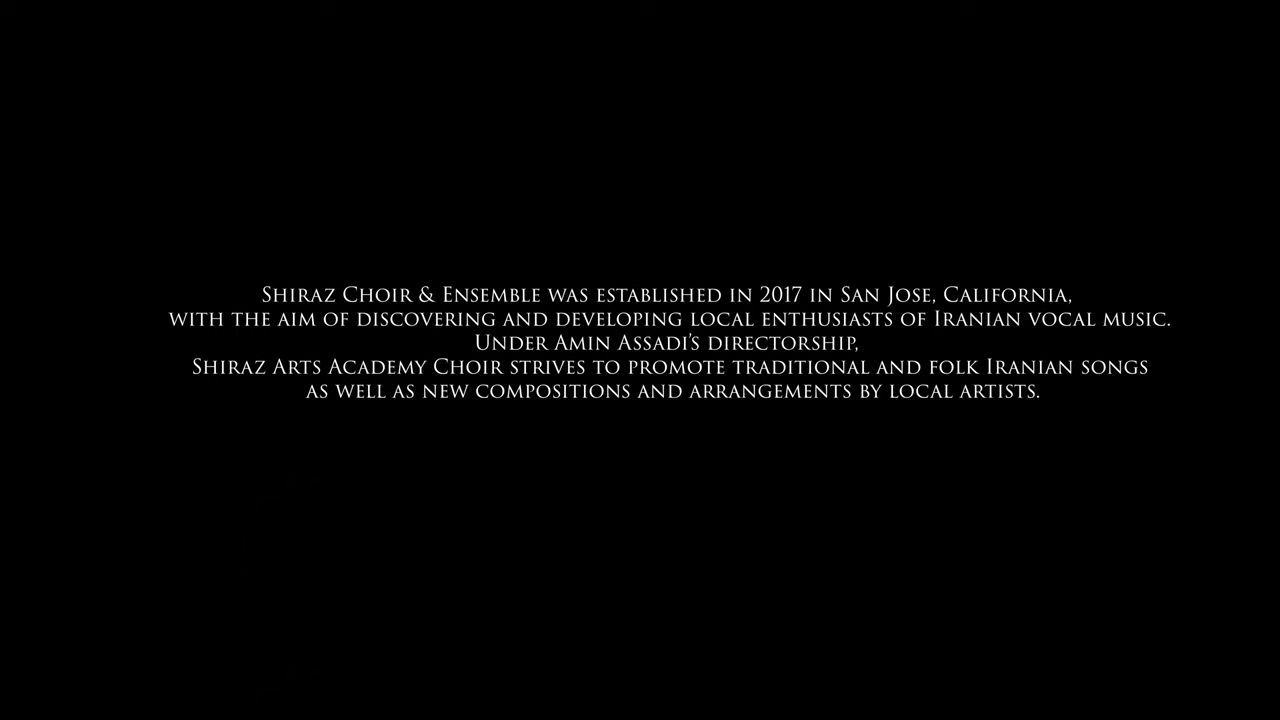 Shiraz Choir & Ensemble was established in 2017 in San Jose, California,
with the aim of discovering and developing local enthusiasts of Iranian vocal music.
Under Amin Assadi's directorship,
Shiraz Arts Academy Choir strives to promote traditional and folk Iranian songs
as well as new compositions and arrangements by local artists.